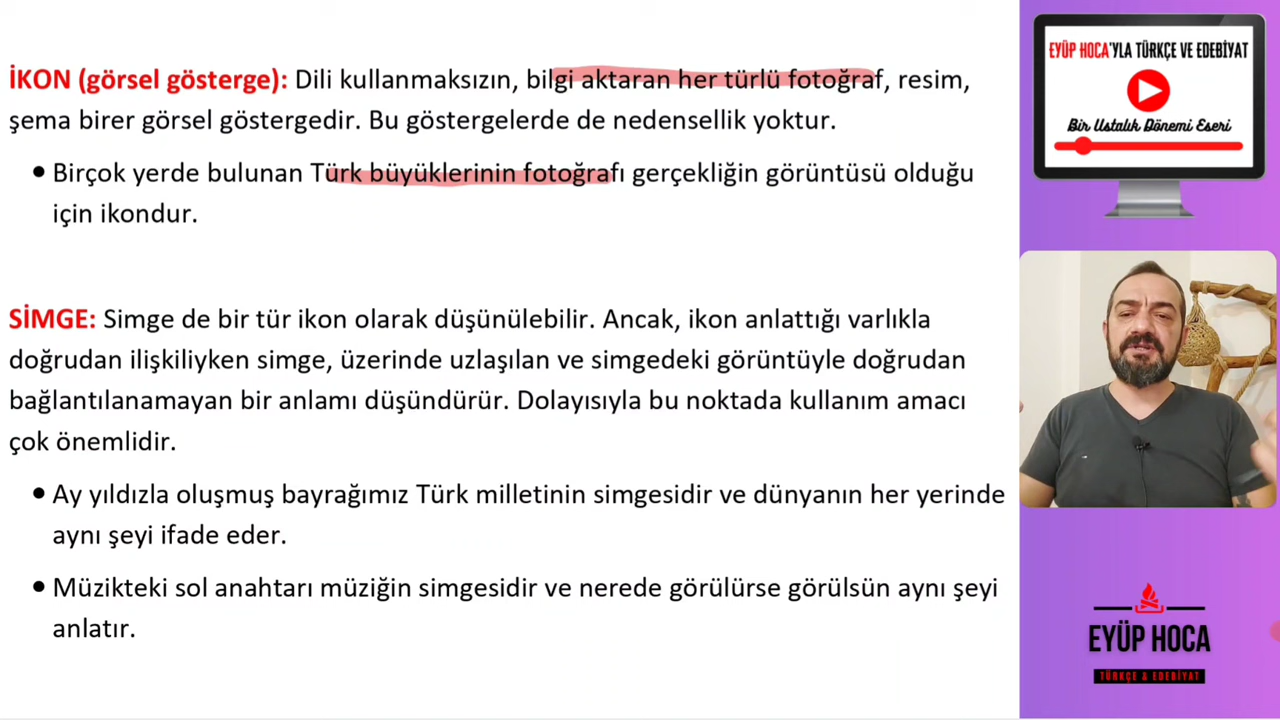 İKON (görsel gösterge): Dili kullanmaksızın, bilgi aktaran her türlü fotoğraf, resim,
şema birer görsel göstergedir. Bu göstergelerde de nedensellik yoktur.
• Birçok yerde bulunan Türk büyüklerinin fotoğrafı gerçekliğin görüntüsü olduğu
için ikondur.
SİMGE: Simge de bir tür ikon olarak düşünülebilir. Ancak, ikon anlattığı varlıkla
doğrudan ilişkiliyken simge, üzerinde uzlaşılan ve simgedeki görüntüyle doğrudan
bağlantılanamayan bir anlamı düşündürür. Dolayısıyla bu noktada kullanım amacı
çok önemlidir.
• Ay yıldızla oluşmuş bayrağımız Türk milletinin simgesidir ve dünyanın her yerinde
aynı şeyi ifade eder.
• Müzikteki sol anahtarı müziğin simgesidir ve nerede görülürse görülsün aynı şeyi
anlatır.
EYÜP HOCA'YLA TÜRKÇE VE EDEBİYAT
Bir Ustalık Dönemi Eseri
EYÜP HOCA
TÜRKÇE & EDEBİYAT